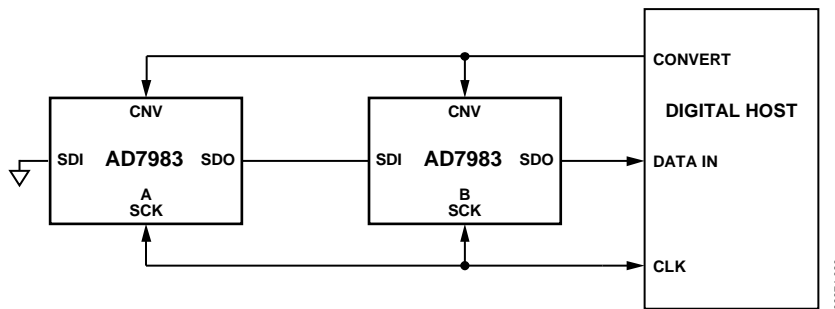 CONVERT
CNV
CNV
DIGITAL HOST
SDI AD7983 SDO
SDI AD7983 SDO
DATA IN
A
SCK
B
SCK
CLK